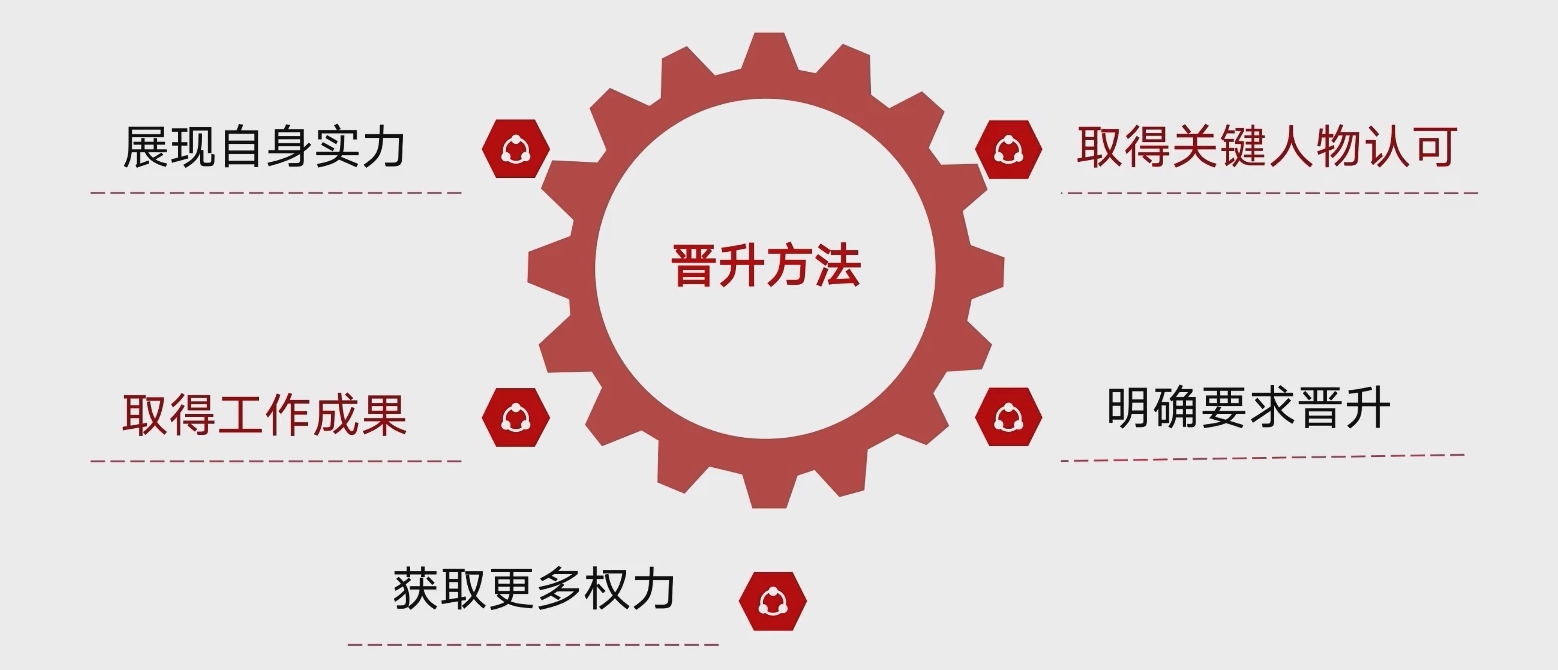 展现自身实力
取得关键人物认可
晋升方法
取得工作成果
明确要求晋升
获取更多权力